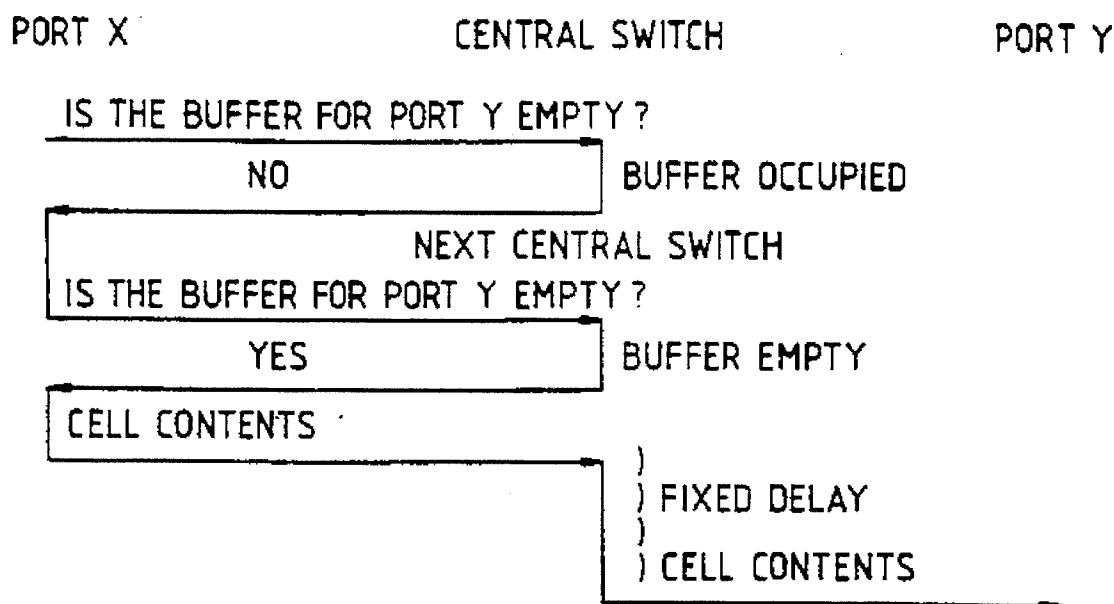 PORT X CENTRAL SWITCH PORT Y
IS THE BUFFER FOR PORT Y EMPTY?
NO BUFFER OCCUPIED
NEXT CENTRAL SWITCH
IS THE BUFFER FOR PORT Y EMPTY?
YES BUFFER EMPTY
CELL CONTENTS
)
) FIXED DELAY
)
) CELL CONTENTS